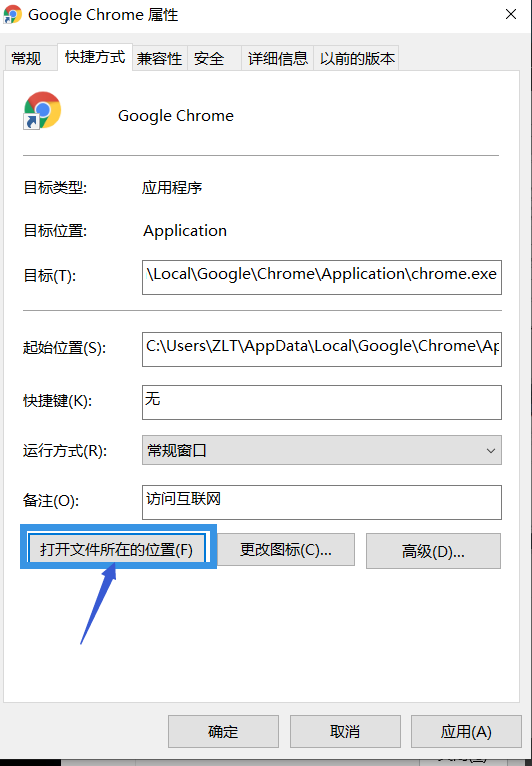 Google Chrome 属性
常规 快捷方式 兼容性 安全 详细信息 以前的版本
Google Chrome
目标类型: 应用程序
目标位置: Application
目标(T): \Local\Google\Chrome\Application\chrome.exe
起始位置(S): C:\Users\ZLT\AppData\Local\Google\Chrome\Ap
快捷键(K): 无
运行方式(R): 常规窗口
备注(O): 访问互联网
打开文件所在的位置(F) 更改图标(C)... 高级(D)...
确定 取消 应用(A)